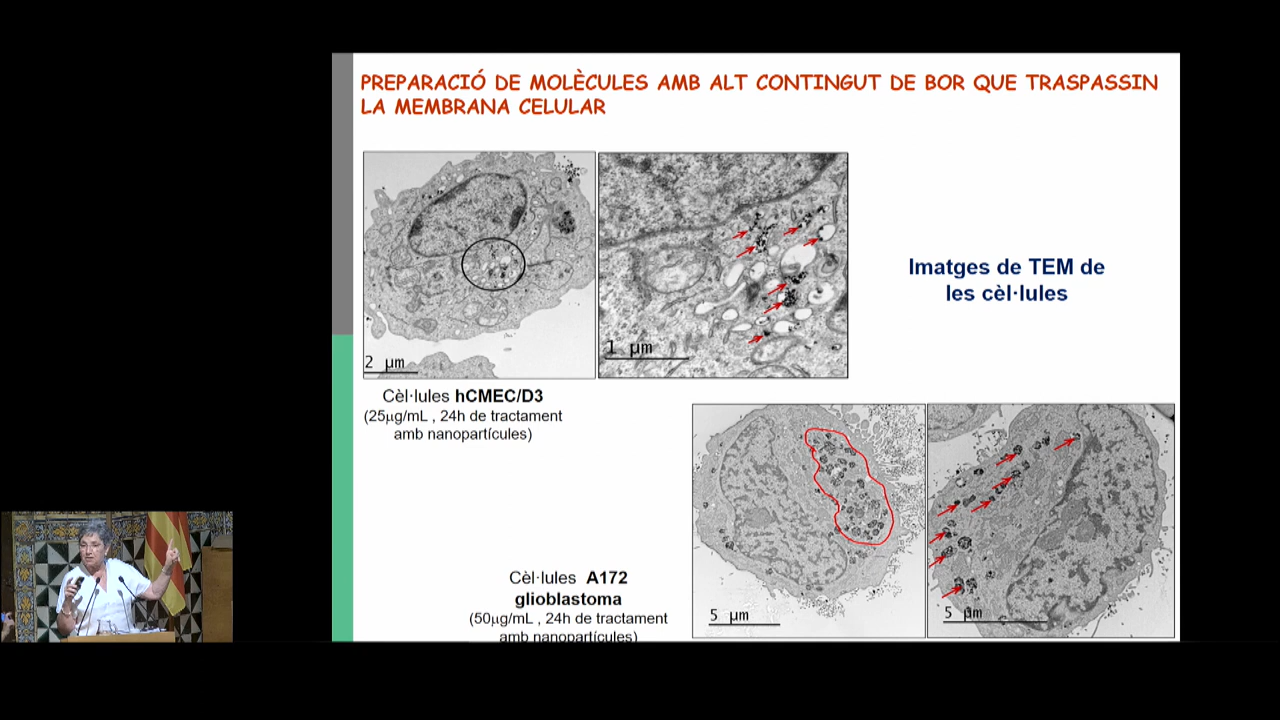 PREPARACIÓ DE MOLÈCULES AMB ALT CONTINGUT DE BOR QUE TRASPASSIN
LA MEMBRANA CELULAR
2 µm
1 µm
Imatges de TEM de
les cèl·lules
Cèl·lules hCMEC/D3
(25µg/mL , 24h de tractament
amb nanopartícules)
Cèl·lules A172
glioblastoma
(50µg/mL , 24h de tractament
amb nanopartícules)
5 µm
5 µm